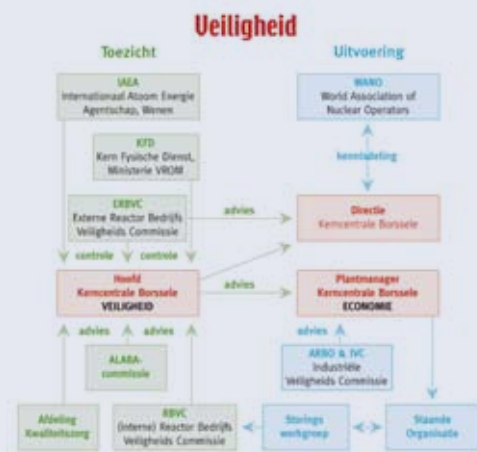 Veiligheid
Toezicht
Uitvoering
IAEA
Internationaal Atoom Energie
Agentschap, Wenen
WANO
World Association of
Nuclear Operators
KFD
Kern Fysische Dienst,
Ministerie VROM
kennisdeling
ERBVC
Externe Reactor Bedrijfs
Veiligheids Commissie
advies
Directie
Kerncentrale Borssele
controle
controle
Hoofd
Kerncentrale Borssele
VEILIGHEID
advies
Plantmanager
Kerncentrale Borssele
ECONOMIE
advies
advies
advies
ALARA-
commissie
ARBO & IVC
Industriële
Veiligheids Commissie
Afdeling
Kwaliteitszorg
RBVC
(interne) Reactor Bedrijfs
Veiligheids Commissie
Storings
werkgroep
Staande
Organisatie